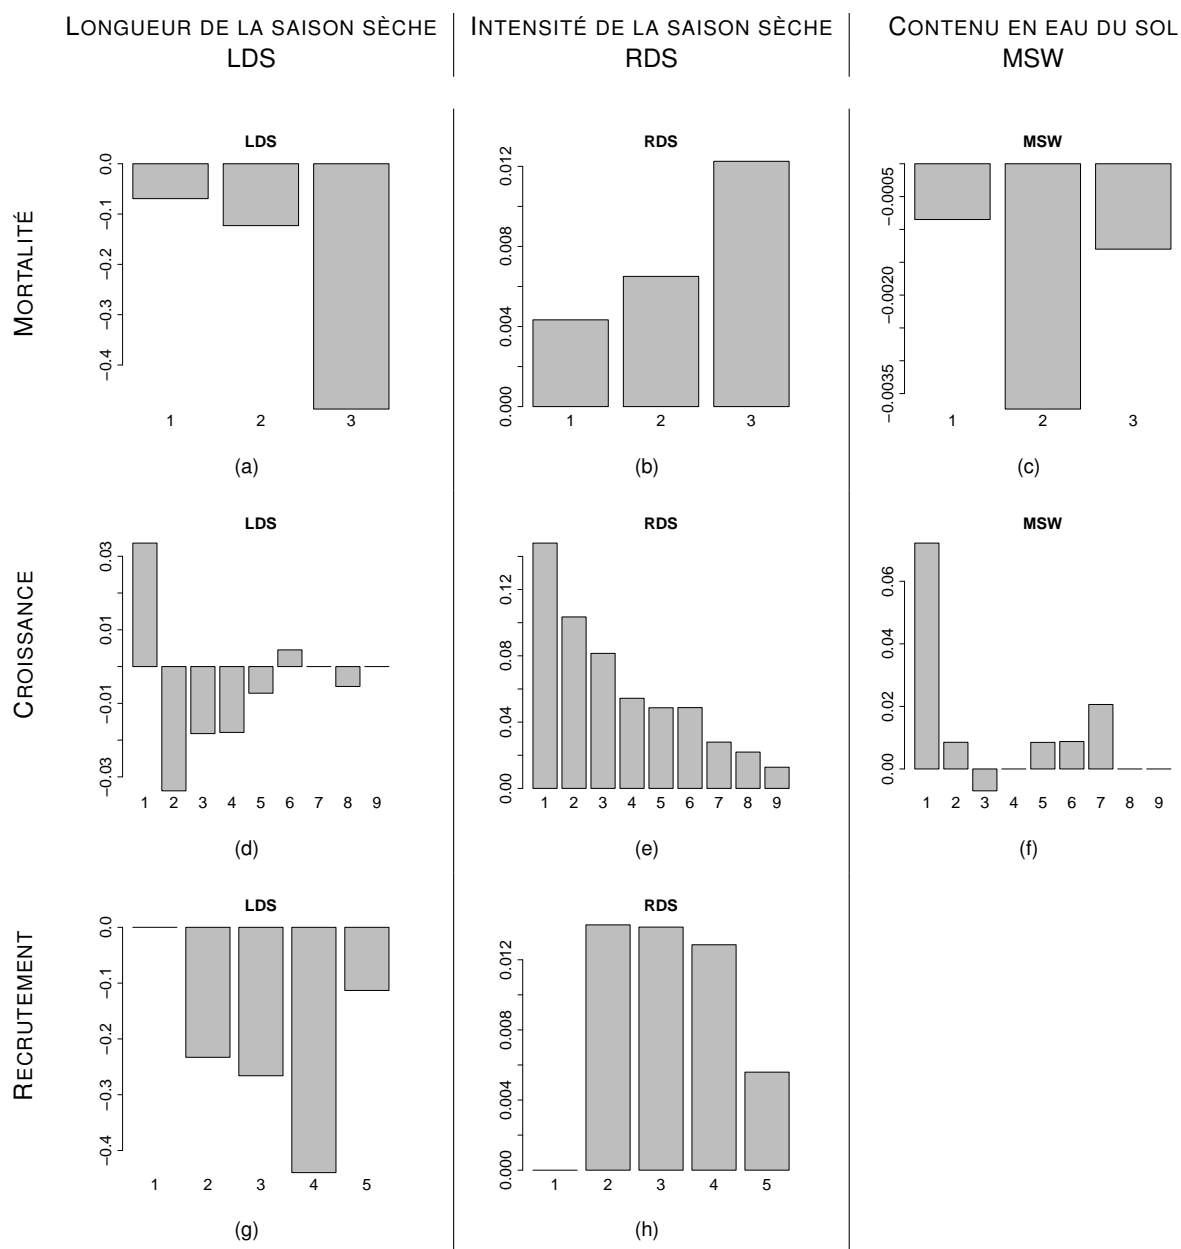 LONGUEUR DE LA SAISON SÈCHE
LDS
INTENSITÉ DE LA SAISON SÈCHE
RDS
CONTENU EN EAU DU SOL
MSW
MORTALITÉ
LDS
0.0
−0.1
−0.2
−0.3
−0.4
1 2 3
(a)
RDS
0.012
0.008
0.004
0.000
1 2 3
(b)
MSW
−0.0005
−0.0020
−0.0035
1 2 3
(c)
CROISSANCE
LDS
0.03
0.01
−0.01
−0.03
1 2 3 4 5 6 7 8 9
(d)
RDS
0.12
0.08
0.04
0.00
1 2 3 4 5 6 7 8 9
(e)
MSW
0.06
0.04
0.02
0.00
1 2 3 4 5 6 7 8 9
(f)
RECRUTEMENT
LDS
0.0
−0.1
−0.2
−0.3
−0.4
1 2 3 4 5
(g)
RDS
0.012
0.008
0.004
0.000
1 2 3 4 5
(h)